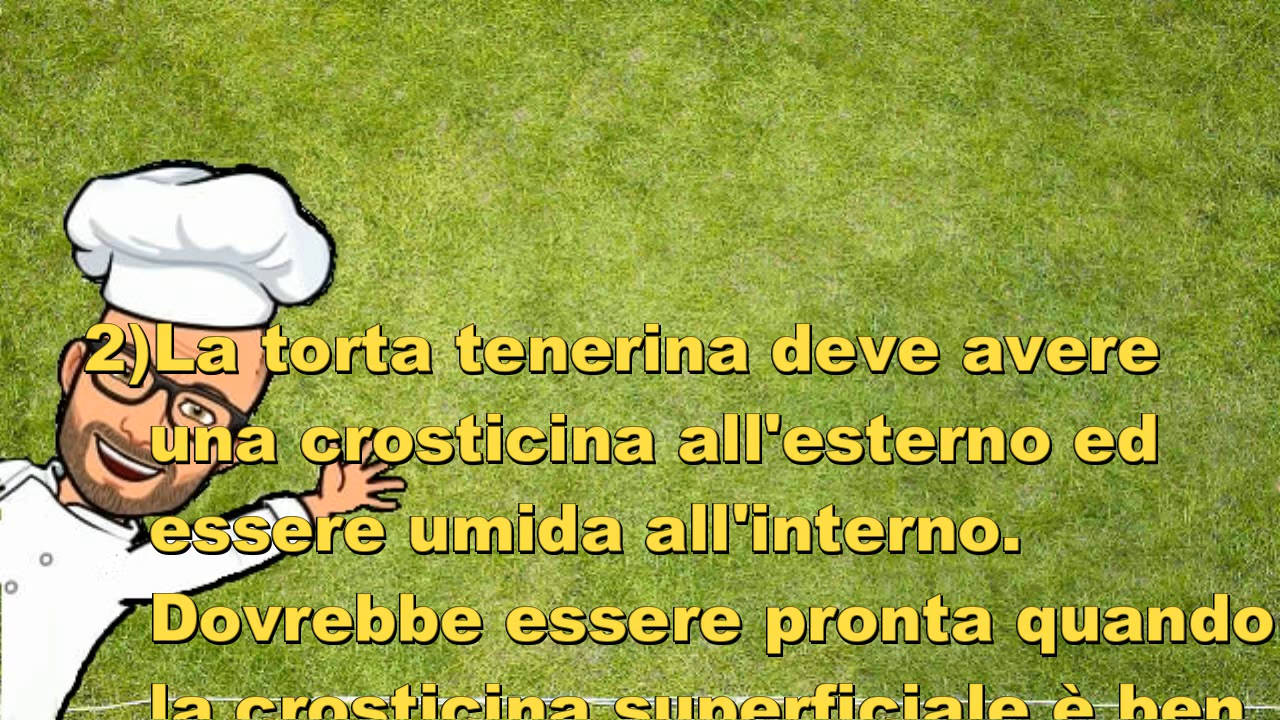 2)La torta tenerina deve avere
una crosticina all'esterno ed
essere umida all'interno.
Dovrebbe essere pronta quando
la crosticina superficiale è ben